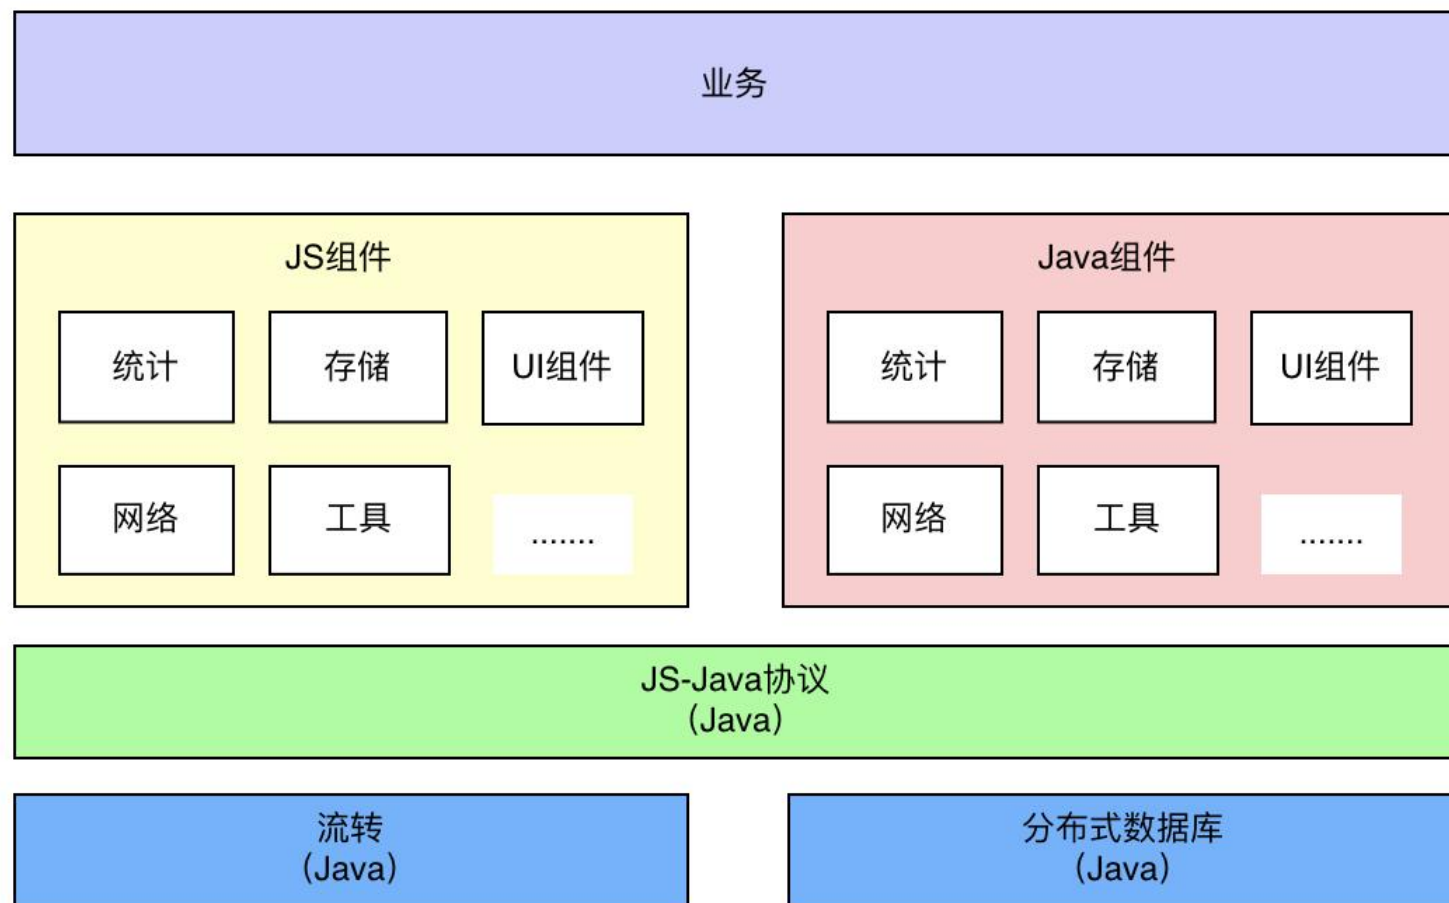 业务
JS组件
Java组件
统计
存储
UI组件
网络
工具
.......
统计
存储
UI组件
网络
工具
.......
JS-Java协议
（Java）
流转
（Java）
分布式数据库
（Java）